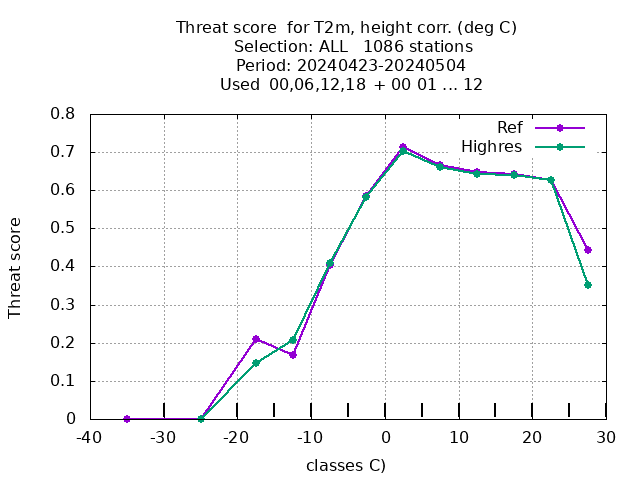 Threat score for T2m, height corr. (deg C)
Selection: ALL 1086 stations
Period: 20240423-20240504
Used 00,06,12,18 + 00 01 ... 12
Ref
Highres
Threat score
0.8
0.7
0.6
0.5
0.4
0.3
0.2
0.1
0
-40 -30 -20 -10 0 10 20 30
classes C)